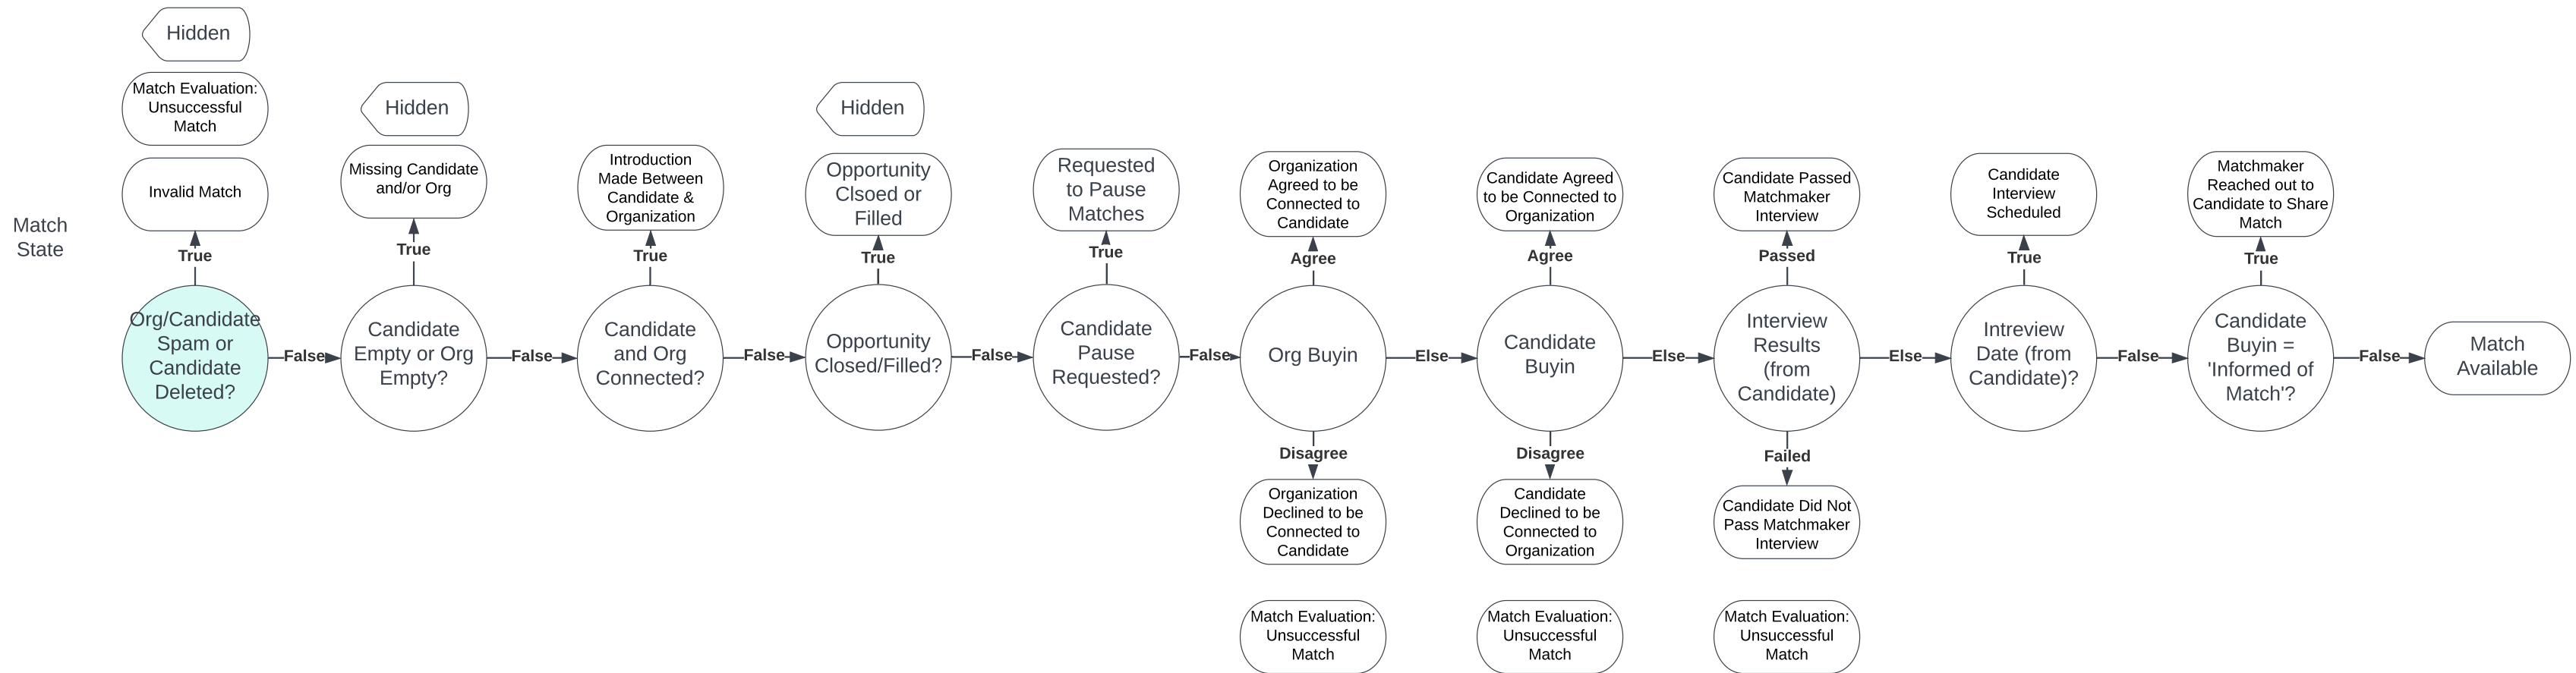 Match
State
Hidden
Match Evaluation:
Unsuccessful
Match
Invalid Match
True
Org/Candidate
Spam or
Candidate
Deleted?
False
Hidden
Missing Candidate
and/or Org
True
Candidate
Empty or Org
Empty?
False
Introduction
Made Between
Candidate &
Organization
True
Candidate
and Org
Connected?
False
Hidden
Opportunity
Clsoed or
Filled
True
Opportunity
Closed/Filled?
False
Requested
to Pause
Matches
True
Candidate
Pause
Requested?
False
Organization
Agreed to be
Connected to
Candidate
Agree
Org Buyin
Disagree
Organization
Declined to be
Connected to
Candidate
Match Evaluation:
Unsuccessful
Match
Else
Candidate Agreed
to be Connected to
Organization
Agree
Candidate
Buyin
Disagree
Candidate
Declined to be
Connected to
Organization
Match Evaluation:
Unsuccessful
Match
Else
Candidate Passed
Matchmaker
Interview
Passed
Interview
Results
(from
Candidate)
Failed
Candidate Did Not
Pass Matchmaker
Interview
Match Evaluation:
Unsuccessful
Match
Else
Candidate
Interview
Scheduled
True
Intreview
Date (from
Candidate)?
False
Matchmaker
Reached out to
Candidate to Share
Match
True
Candidate
Buyin =
'Informed of
Match'?
False
Match
Available